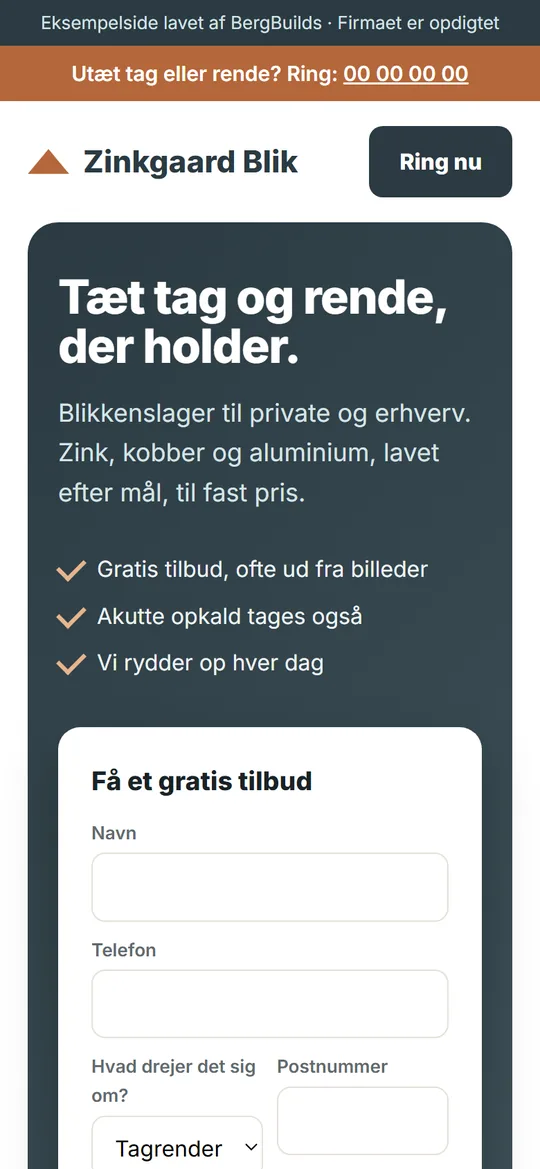 Eksempelside lavet af BergBuilds · Firmaet er opdigtet
Utæt tag eller rende? Ring: 00 00 00 00
Zinkgaard Blik
Ring nu
Tæt tag og rende,
der holder.
Blikkenslager til private og erhverv.
Zink, kobber og aluminium, lavet
efter mål, til fast pris.
Gratis tilbud, ofte ud fra billeder
Akutte opkald tages også
Vi rydder op hver dag
Få et gratis tilbud
Navn
Telefon
Hvad drejer det sig
om?
Postnummer
Tagrender